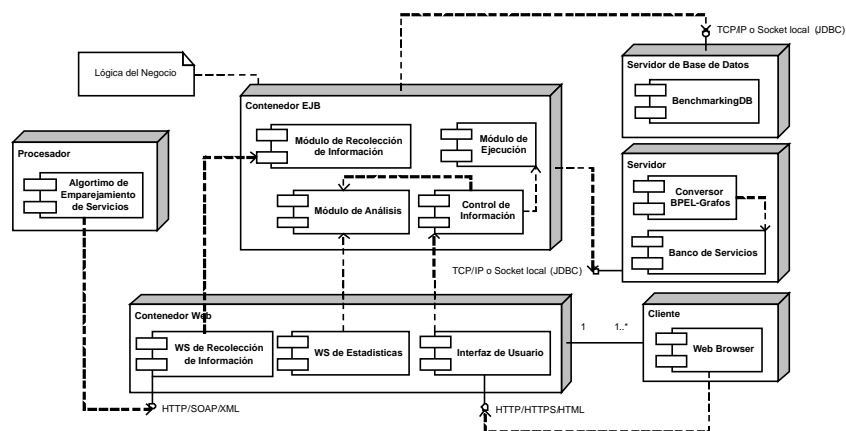 TCP/IP o Socket local (JDBC)
Lógica del Negocio
Servidor de Base de Datos
BenchmarkingDB
Contenedor EJB
Módulo de Recolección
de Información
Módulo de
Ejecución
Módulo de Análisis
Control de
Información
Procesador
Algortimo de
Emparejamiento
de Servicios
Servidor
Conversor
BPEL-Grafos
Banco de Servicios
TCP/IP o Socket local (JDBC)
Contenedor Web
WS de Recolección
de Información
WS de Estadísticas
Interfaz de Usuario
1
1..*
Cliente
Web Browser
HTTP/SOAP/XML
HTTP/HTTPS/HTML